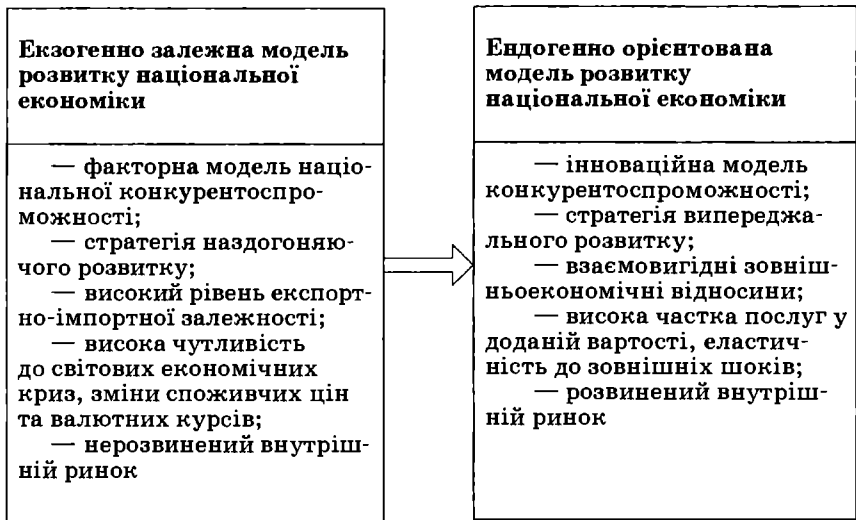 Екзогенно залежна модель
розвитку національної
економіки
— факторна модель націо-
нальної конкурентоспро-
можності;
— стратегія наздогоняю-
чого розвитку;
— високий рівень експорт-
но-імпортної залежності;
— висока чутливість
до світових економічних
криз, зміни споживчих цін
та валютних курсів;
— нерозвинений внутріш-
ній ринок
Ендогенно орієнтована
модель розвитку
національної економіки
— інноваційна модель
конкурентоспроможності;
— стратегія випереджа-
льного розвитку;
— взаємовигідні зовніш-
ньоекономічні відносини;
— висока частка послуг у
доданій вартості, еластич-
ність до зовнішніх шоків;
— розвинений внутріш-
ній ринок